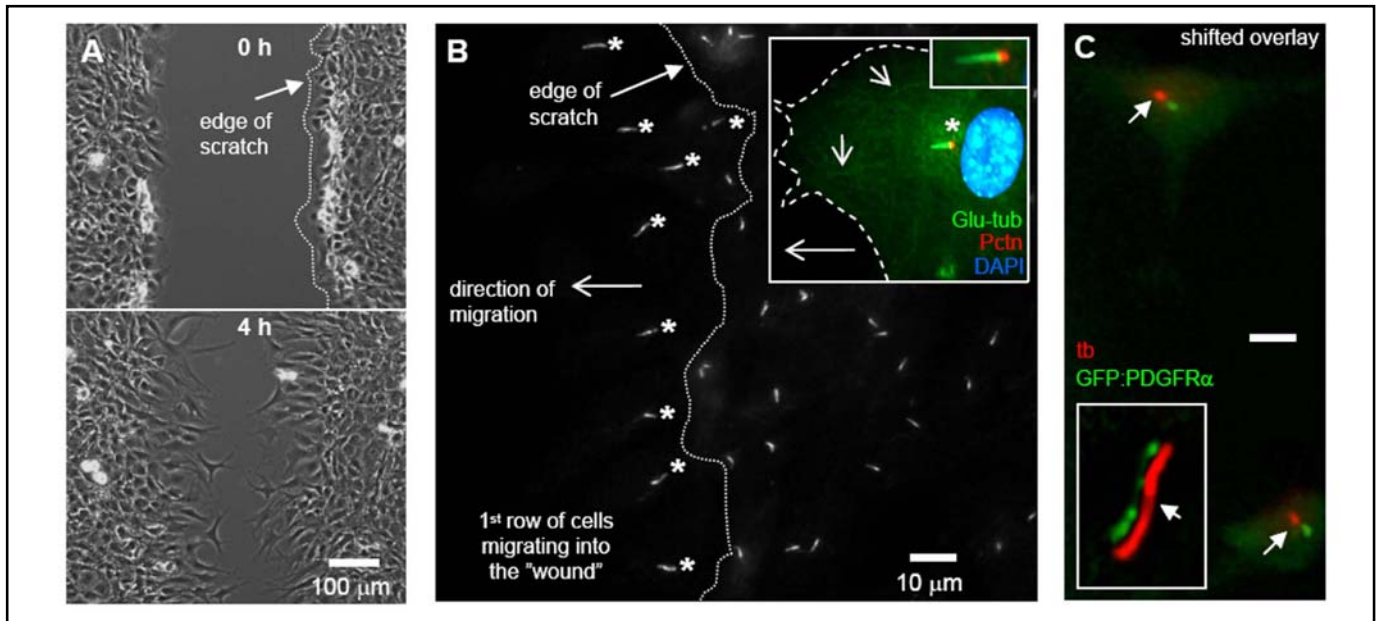 A
0 h
edge of
scratch
4 h
100 μm
B
edge of
scratch
*
*
*
*
*
*
*
*
*
direction of
migration
1st row of cells
migrating into
the "wound"
10 μm
*
Glu-tub
Pctn
DAPI
C
shifted overlay
tb
GFP:PDGFRα